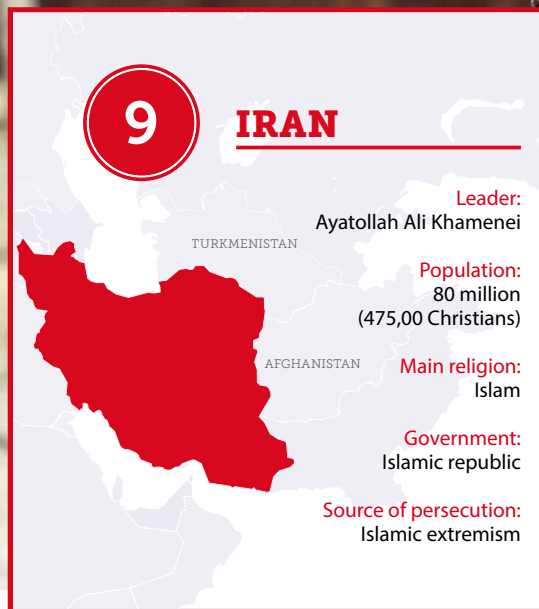 9
IRAN
Leader:
Ayatollah Ali Khamenei
TURKMENISTAN
Population:
80 million
(475,00 Christians)
AFGHANISTAN
Main religion:
Islam
Government:
Islamic republic
Source of persecution:
Islamic extremism